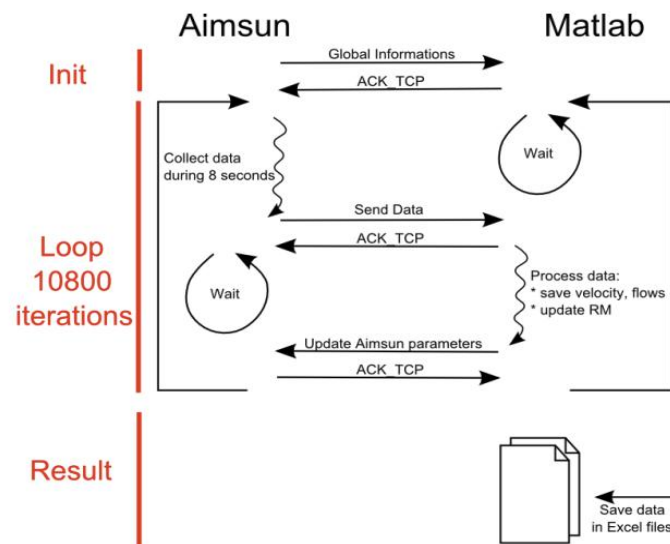 Aimsun
Matlab
Init
Global Informations
ACK_TCP
Collect data
during 8 seconds
Wait
Send Data
ACK_TCP
Loop
10800
iterations
Wait
Process data:
* save velocity, flows
* update RM
Update Aimsun parameters
ACK_TCP
Result
Save data
in Excel files